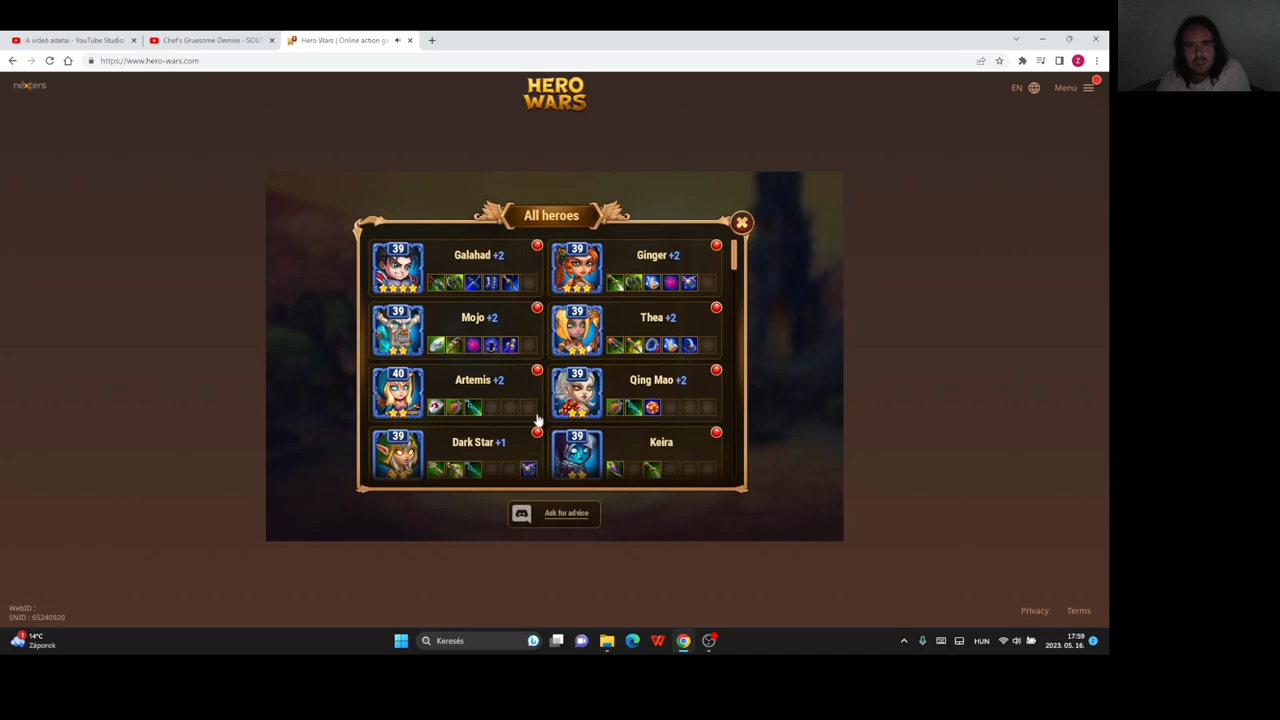 A videó adatai - YouTube Studio
Chef's Gruesome Demise - SOUT
Hero Wars | Online action ga
https://www.hero-wars.com
nexters
HERO WARS
EN
Menu
All heroes
39
Galahad +2
39
Ginger +2
39
Mojo +2
39
Thea +2
40
Artemis +2
39
Qing Mao +2
39
Dark Star +1
39
Keira
Ask for advice
WebID :
SNID : 65240920
Privacy
Terms
1
14°C
Záporok
Keresés
HUN
17:59
2023. 05. 16.
2